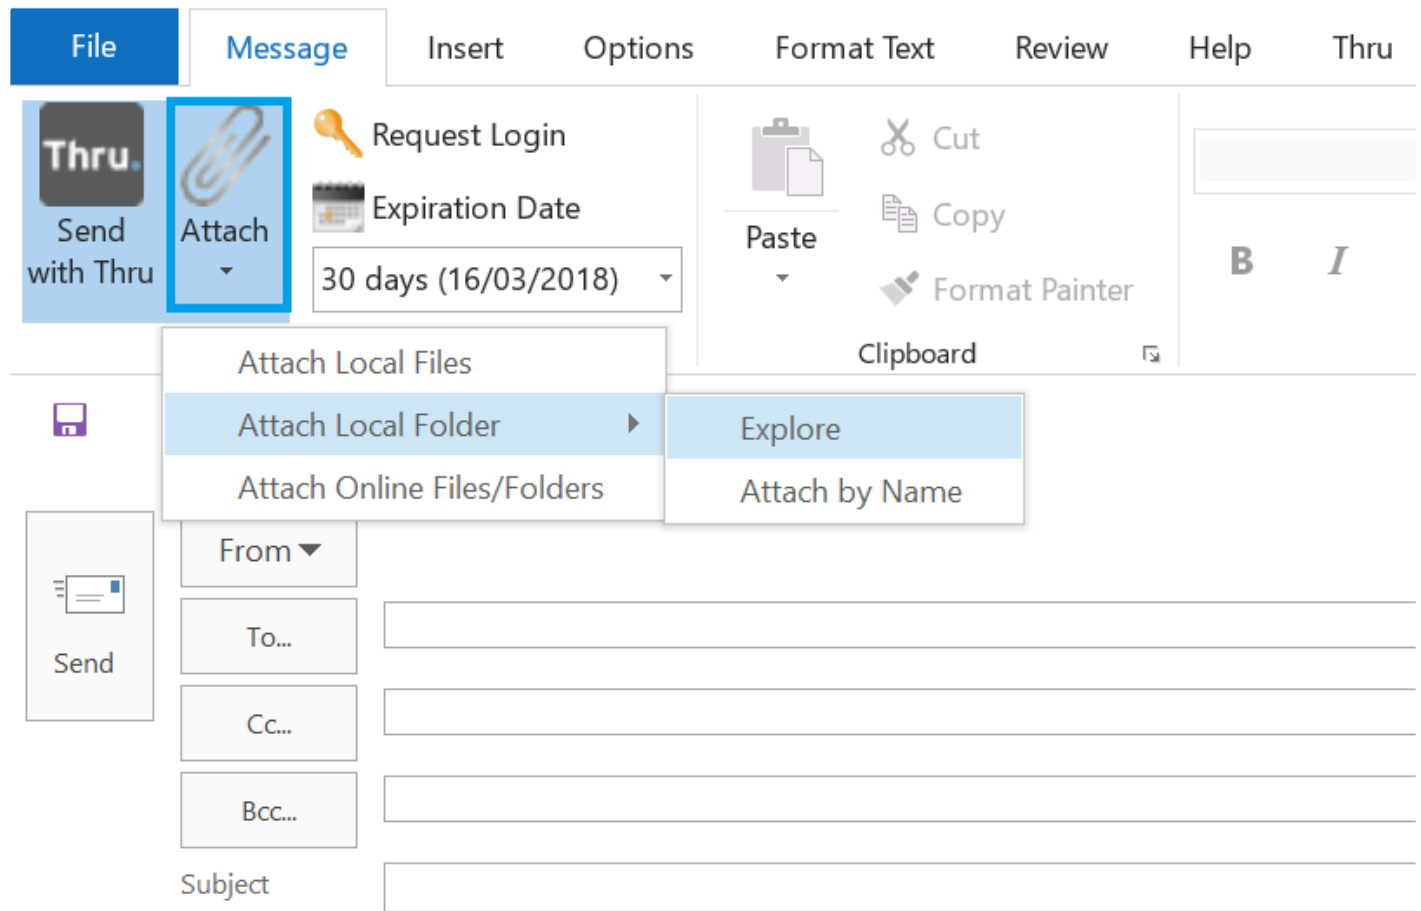 File Message Insert Options Format Text Review Help Thru
Thru.
Send
with Thru
Attach
Request Login
Expiration Date
30 days (16/03/2018)
Paste
Cut
Copy
Format Painter
Clipboard
B I
Attach Local Files
Attach Local Folder
Attach Online Files/Folders
Explore
Attach by Name
Send
From
To...
Cc...
Bcc...
Subject